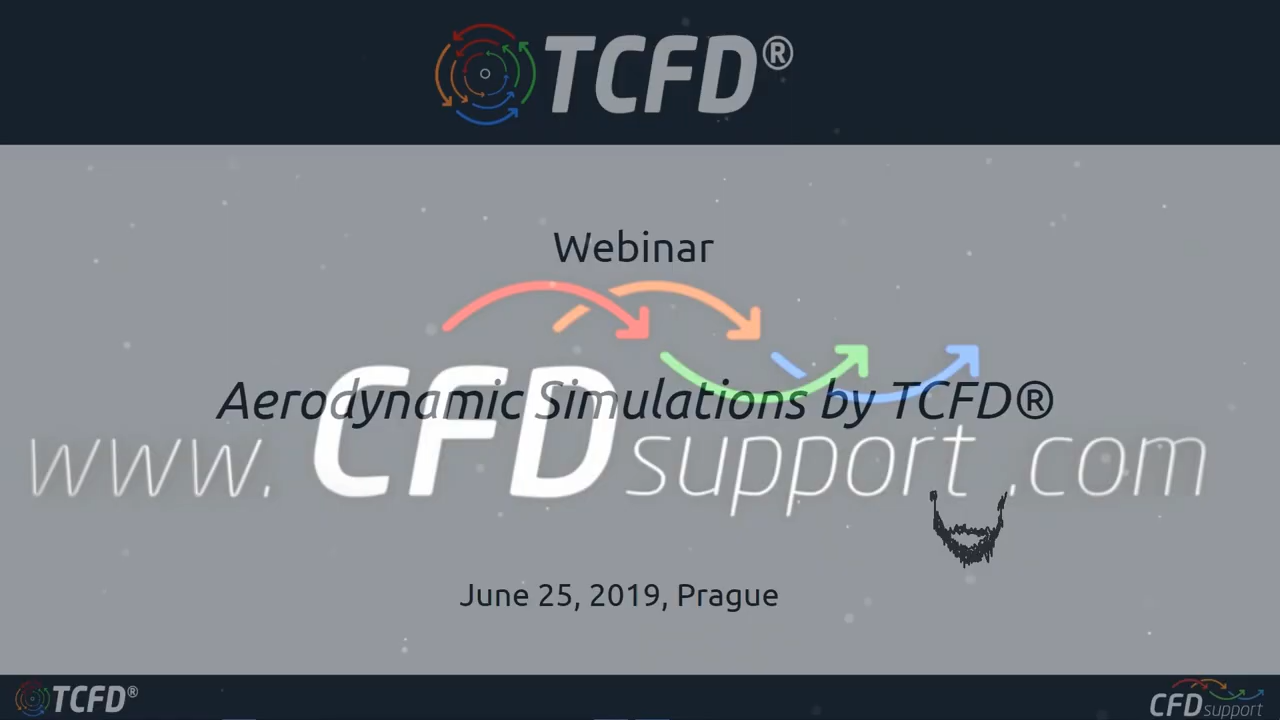 TCFD®
Webinar
Aerodynamic Simulations by TCFD®
www.CFDsupport.com
June 25, 2019, Prague
TCFD®
CFDsupport